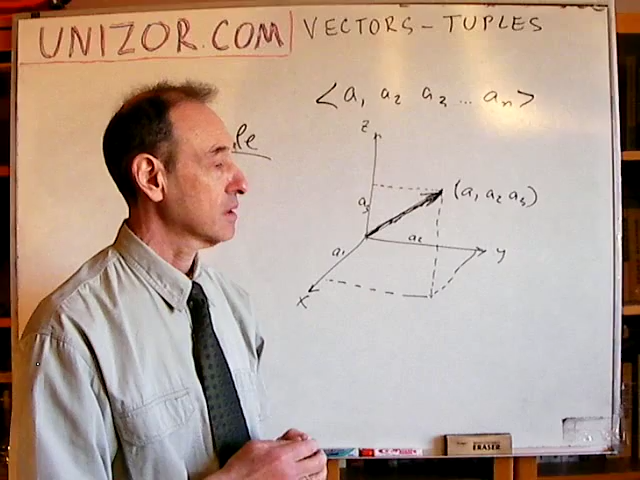 UNIZOR.COM | VECTORS - TUPLES
<a₁ a₂ a₃ ... aₙ>
z
(a₁ a₂ a₃)
a₃
a₁ a₂
y
x
ERASER